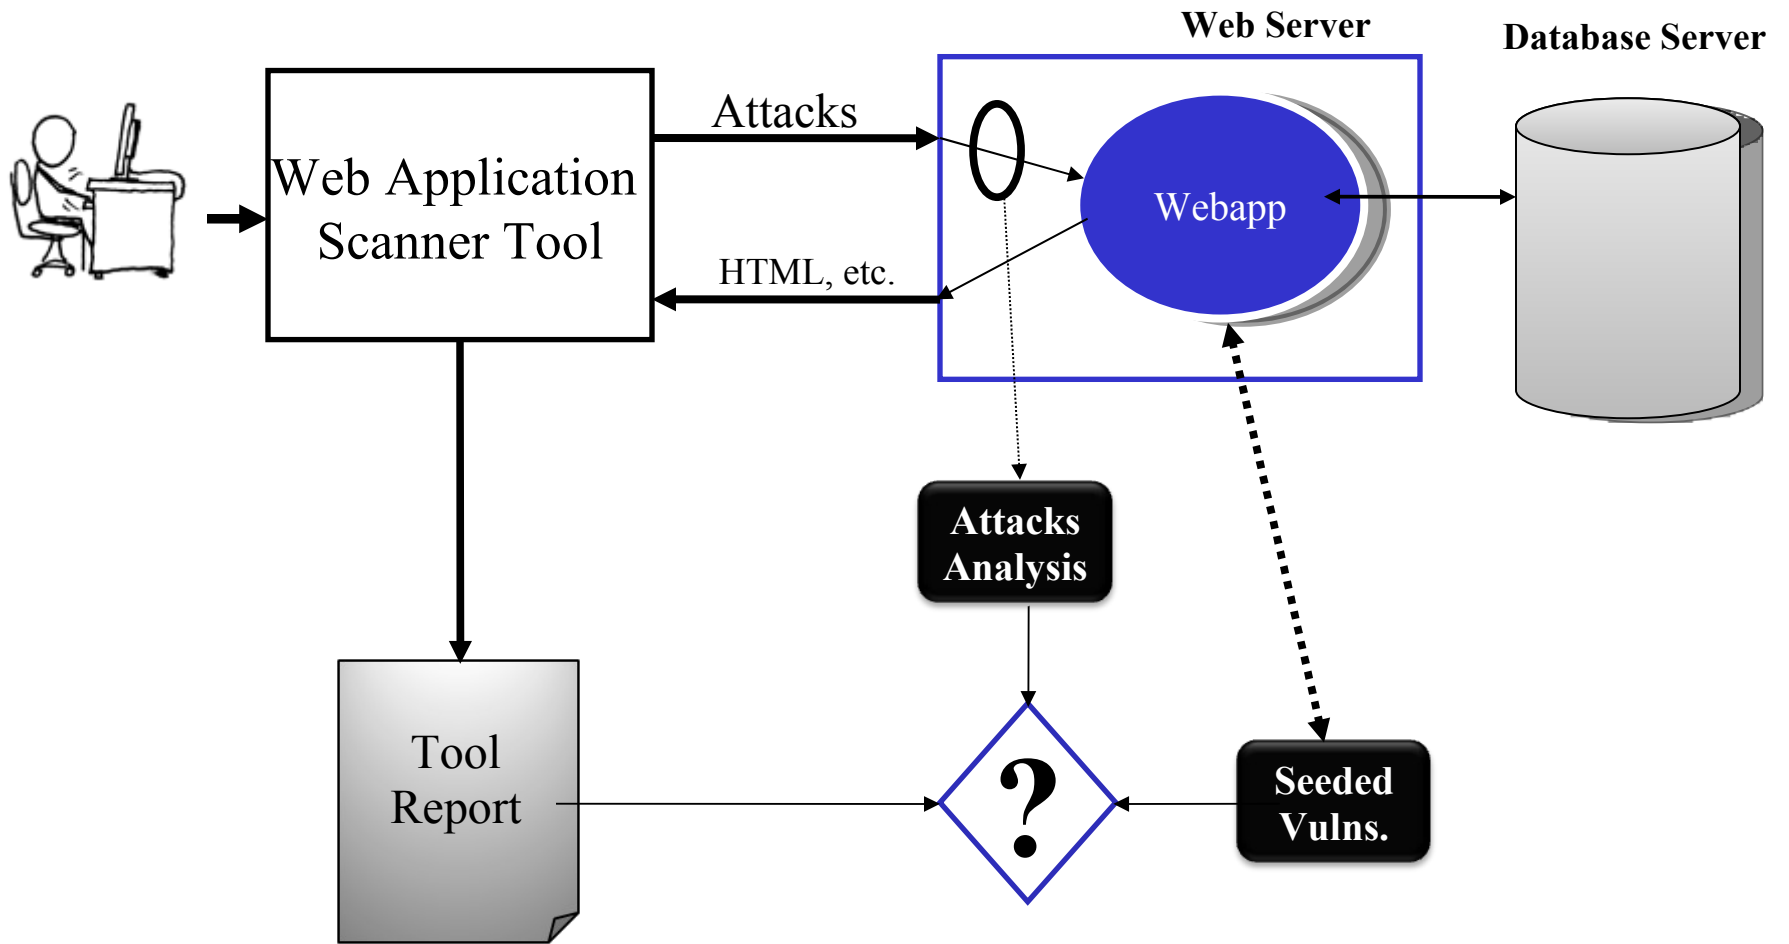 Web Server
Database Server
Attacks
Web Application
Scanner Tool
Webapp
HTML, etc.
Attacks
Analysis
Tool
Report
?
Seeded
Vulns.